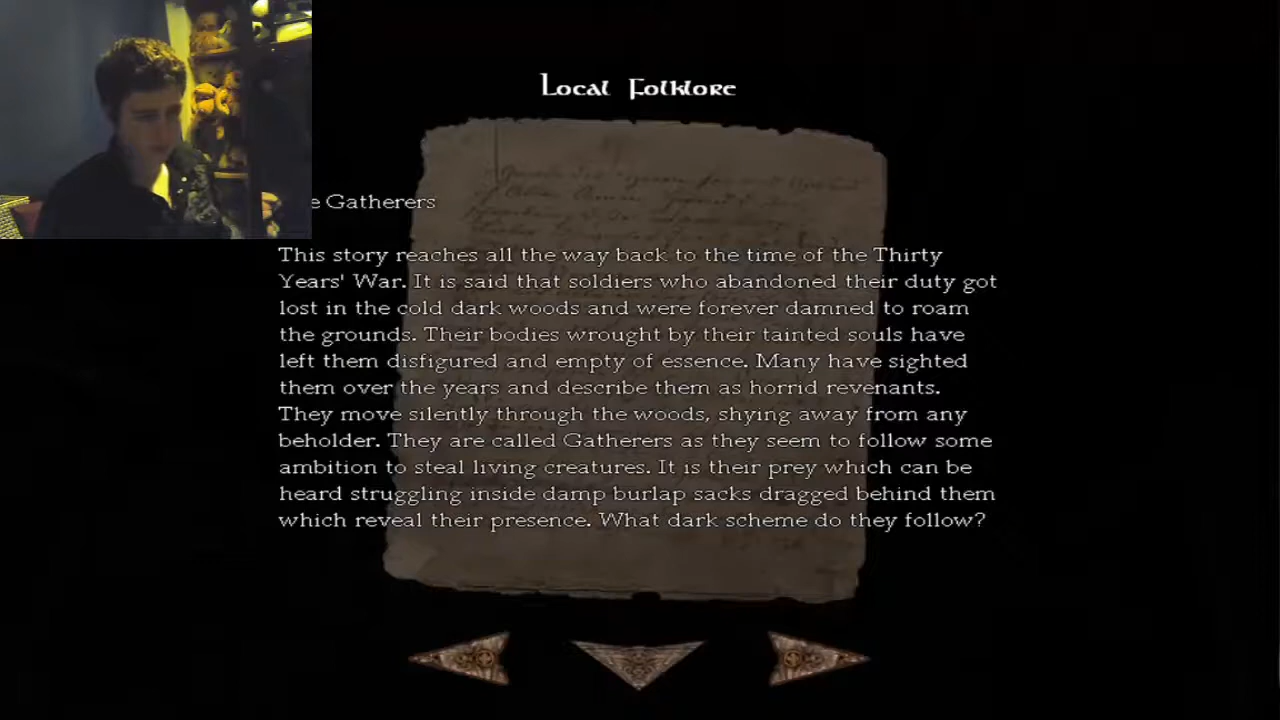 Local Folklore
e Gatherers
This story reaches all the way back to the time of the Thirty
Years' War. It is said that soldiers who abandoned their duty got
lost in the cold dark woods and were forever damned to roam
the grounds. Their bodies wrought by their tainted souls have
left them disfigured and empty of essence. Many have sighted
them over the years and describe them as horrid revenants.
They move silently through the woods, shying away from any
beholder. They are called Gatherers as they seem to follow some
ambition to steal living creatures. It is their prey which can be
heard struggling inside damp burlap sacks dragged behind them
which reveal their presence. What dark scheme do they follow?